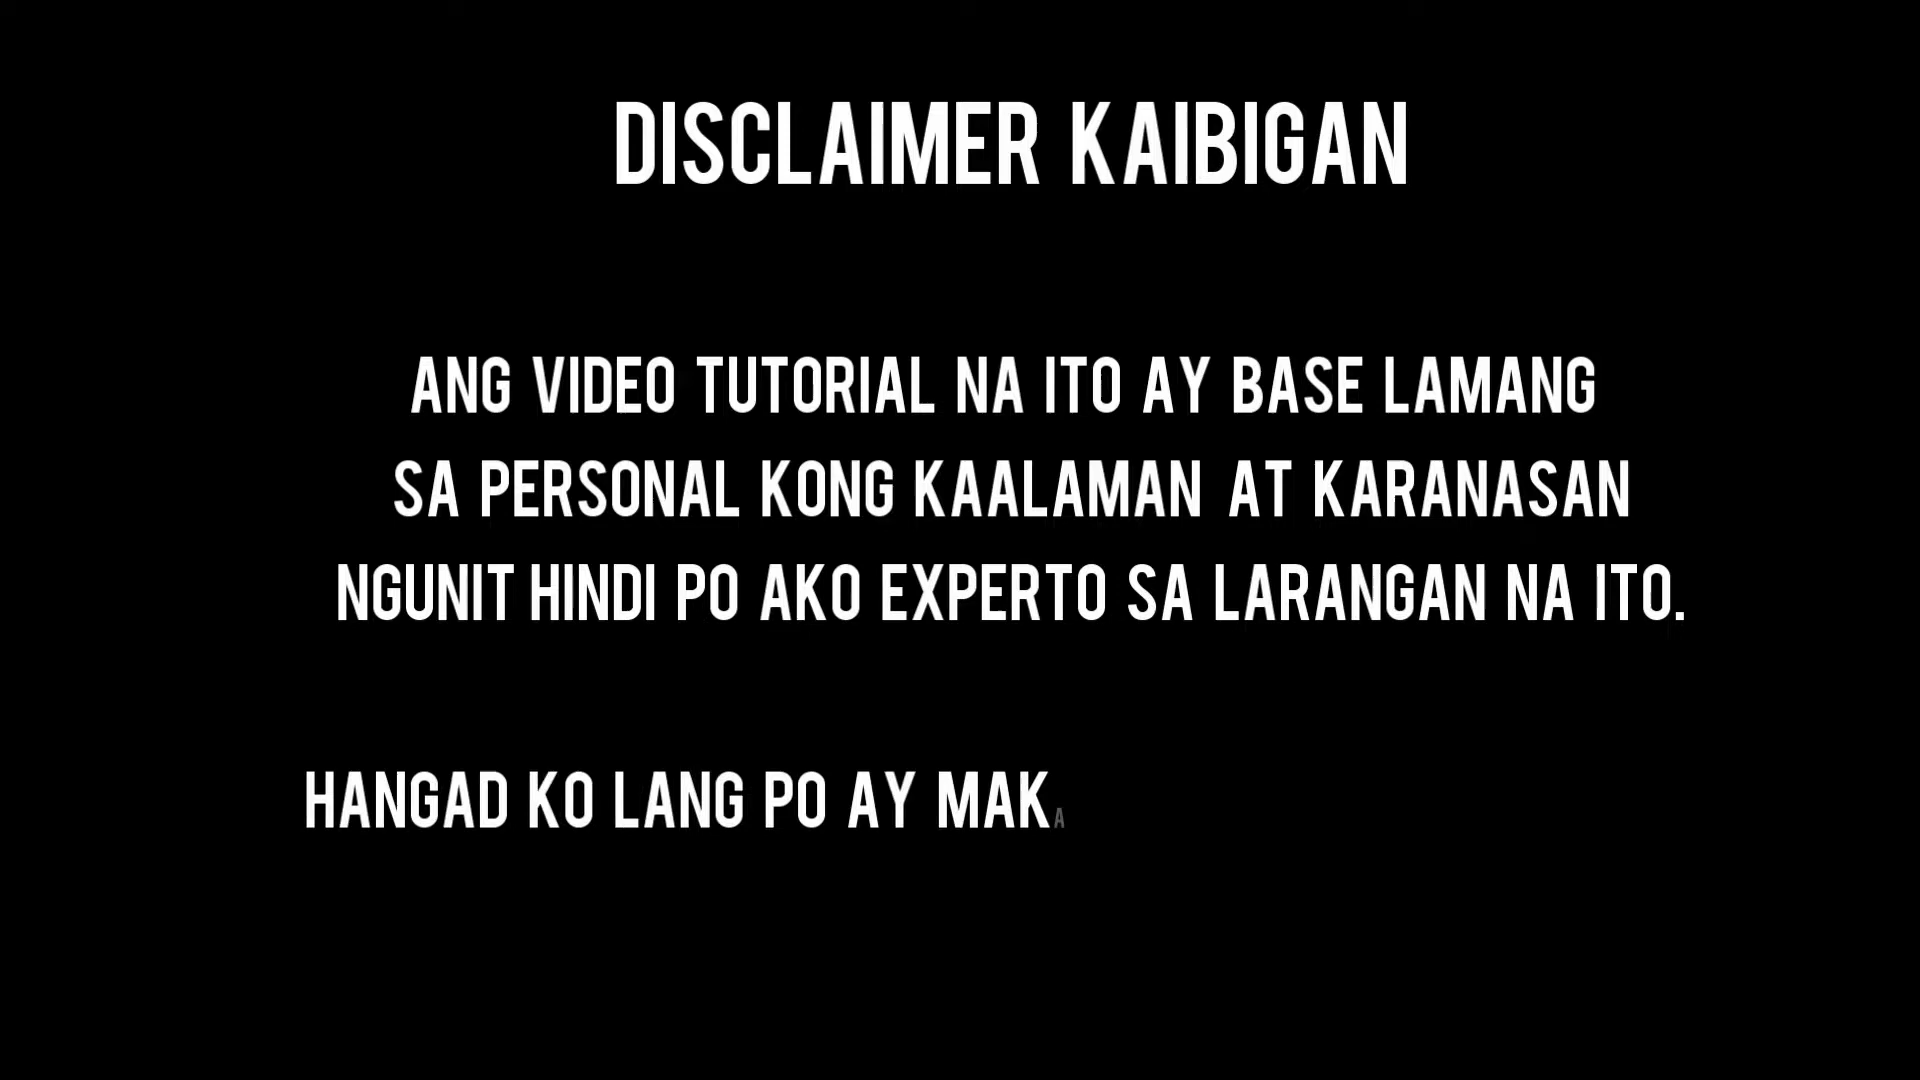 DISCLAIMER KAIBIGAN
ANG VIDEO TUTORIAL NA ITO AY BASE LAMANG
SA PERSONAL KONG KAALAMAN AT KARANASAN
NGUNIT HINDI PO AKO EXPERTO SA LARANGAN NA ITO.
HANGAD KO LANG PO AY MAKA